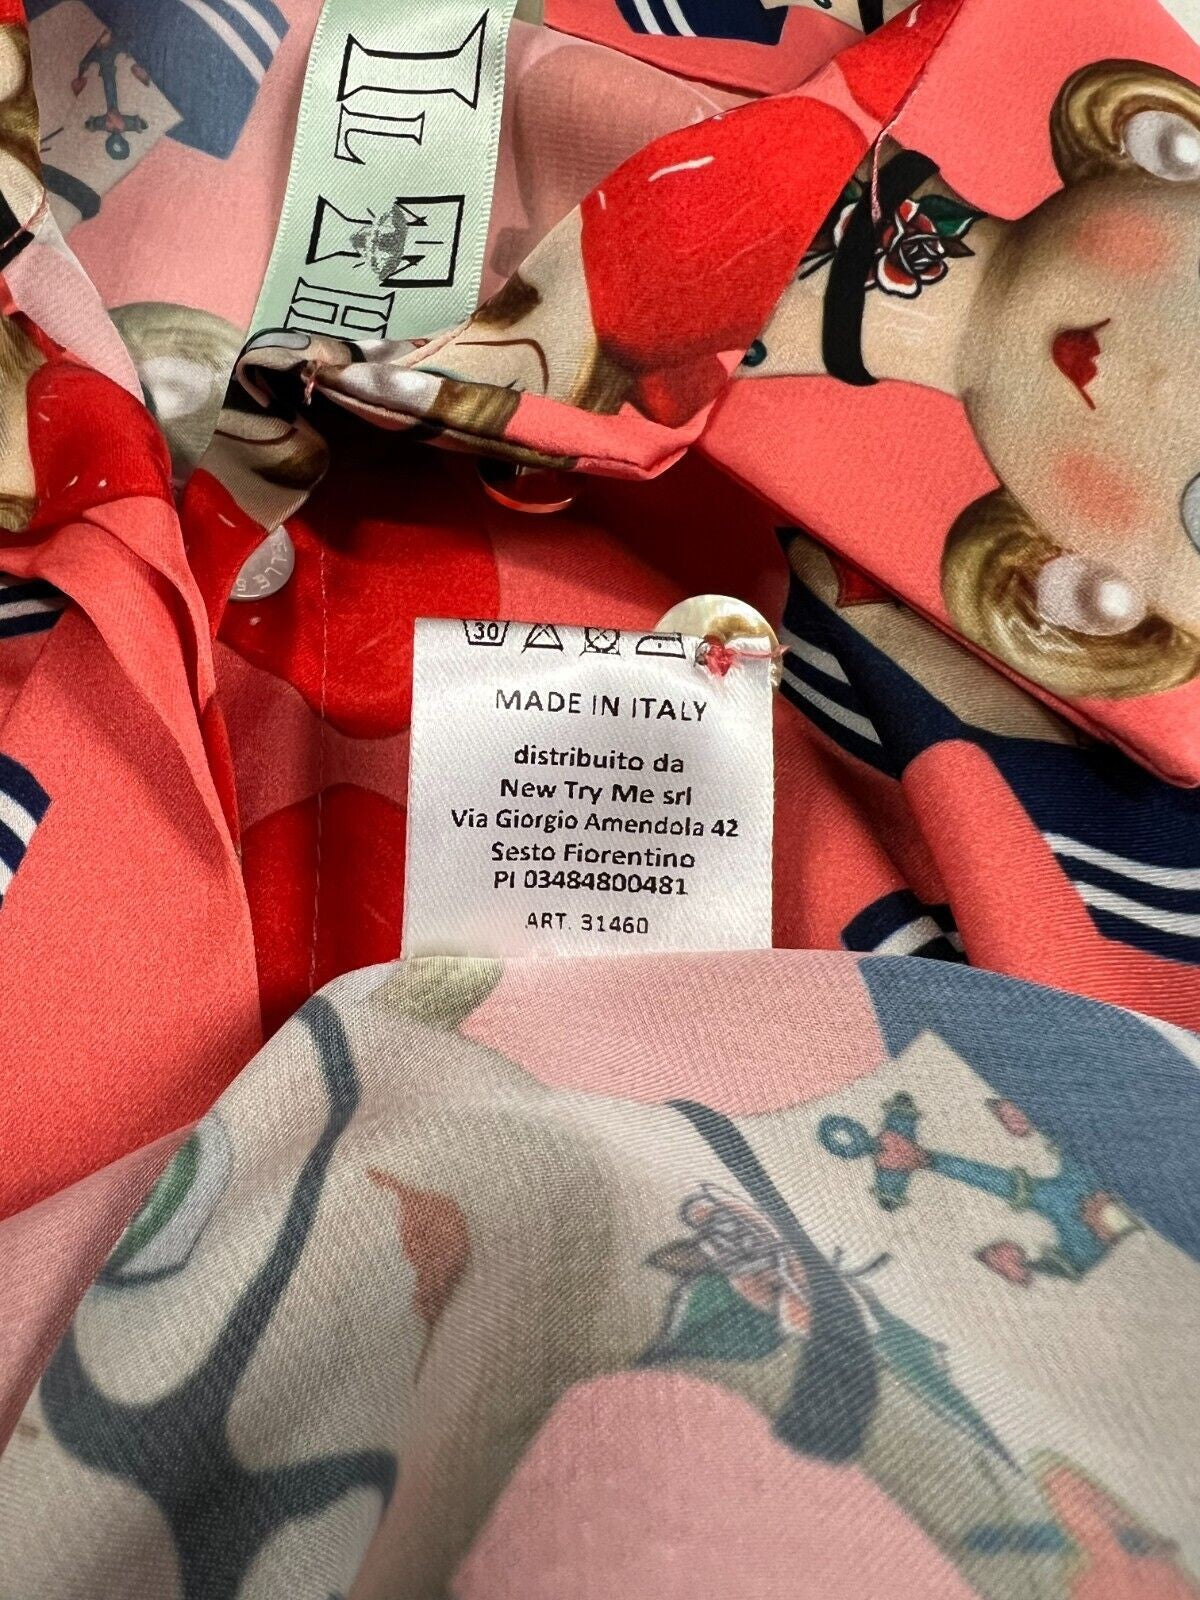 30
MADE IN ITALY
distribuito da
New Try Me srl
Via Giorgio Amendola 42
Sesto Fiorentino
PI 03484800481
ART. 31460